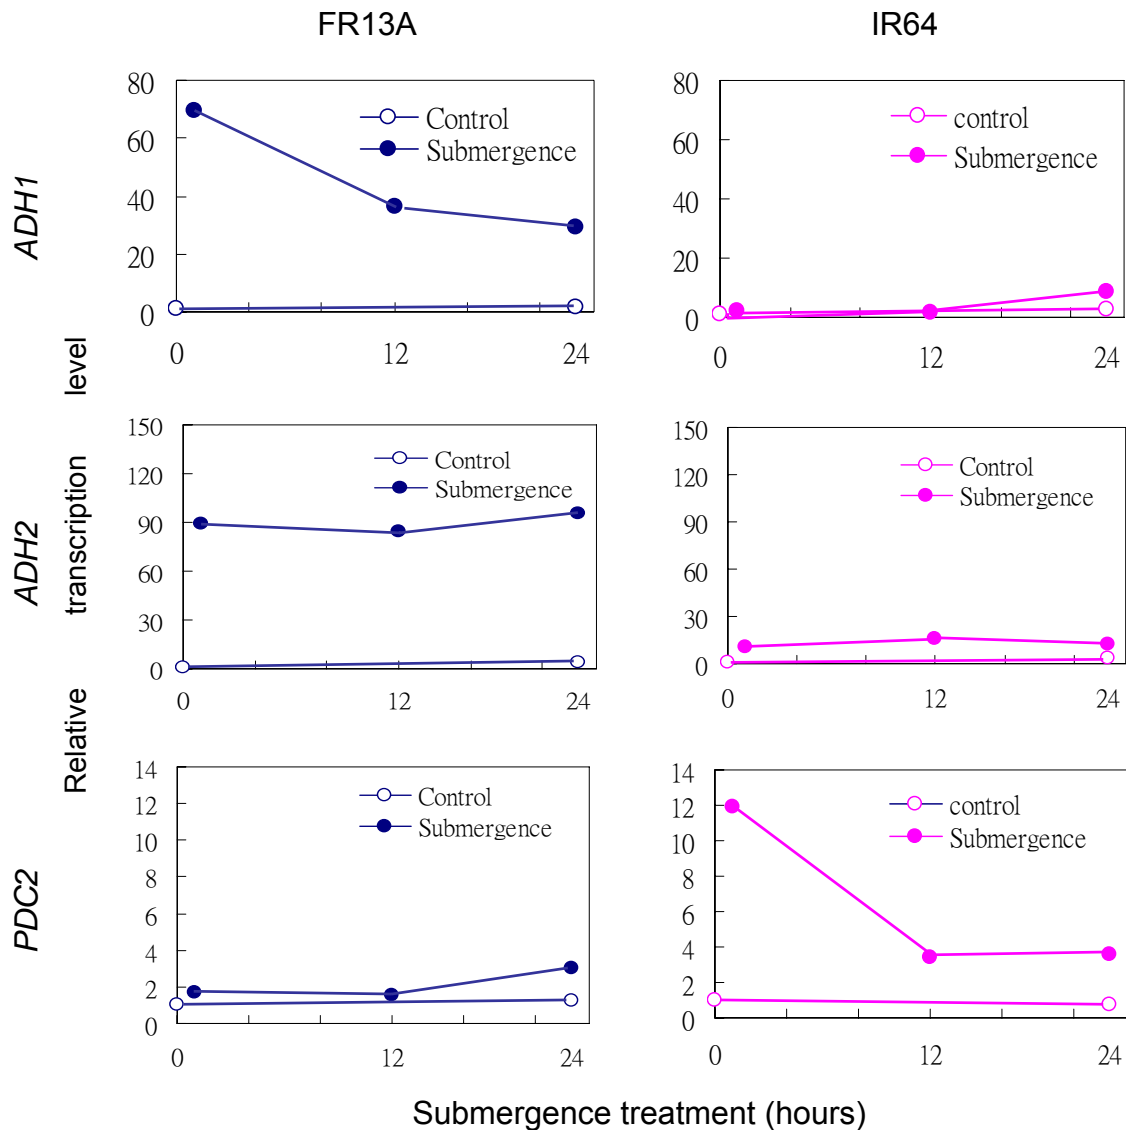 FR13A
IR64
ADH1
80
60
40
20
0
Control
Submergence
0 12 24
80
60
40
20
0
control
Submergence
0 12 24
Relative transcription level
ADH2
150
120
90
60
30
0
Control
Submergence
0 12 24
150
120
90
60
30
0
Control
Submergence
0 12 24
PDC2
14
12
10
8
6
4
2
0
Control
Submergence
0 12 24
14
12
10
8
6
4
2
0
control
Submergence
0 12 24
Submergence treatment (hours)